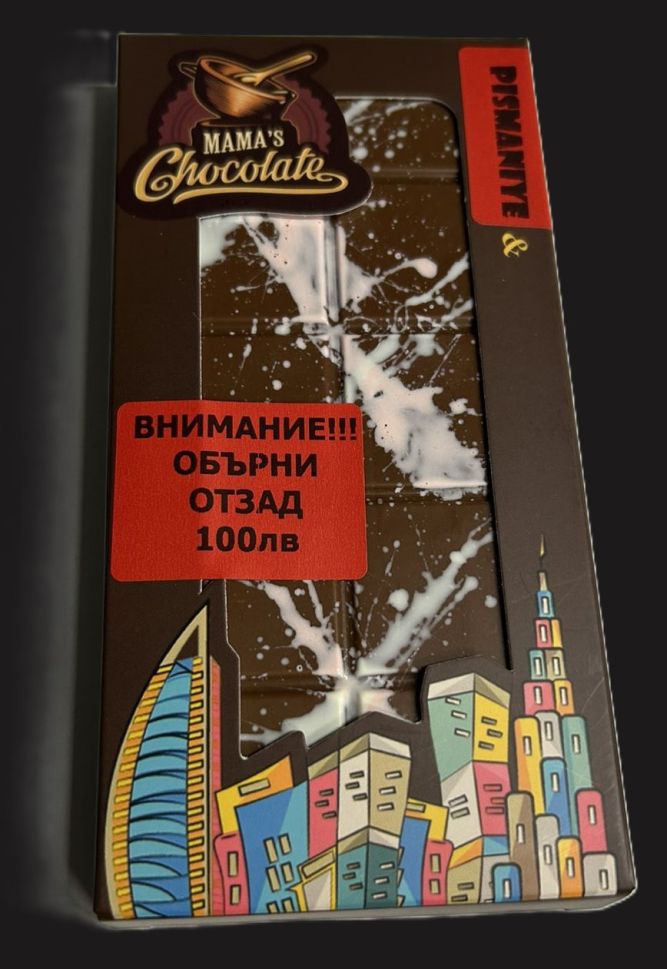 MAMA'S
Chocolate
PISMANIYE
&
ВНИМАНИЕ!!!
ОБЪРНИ
ОТЗАД
100лв